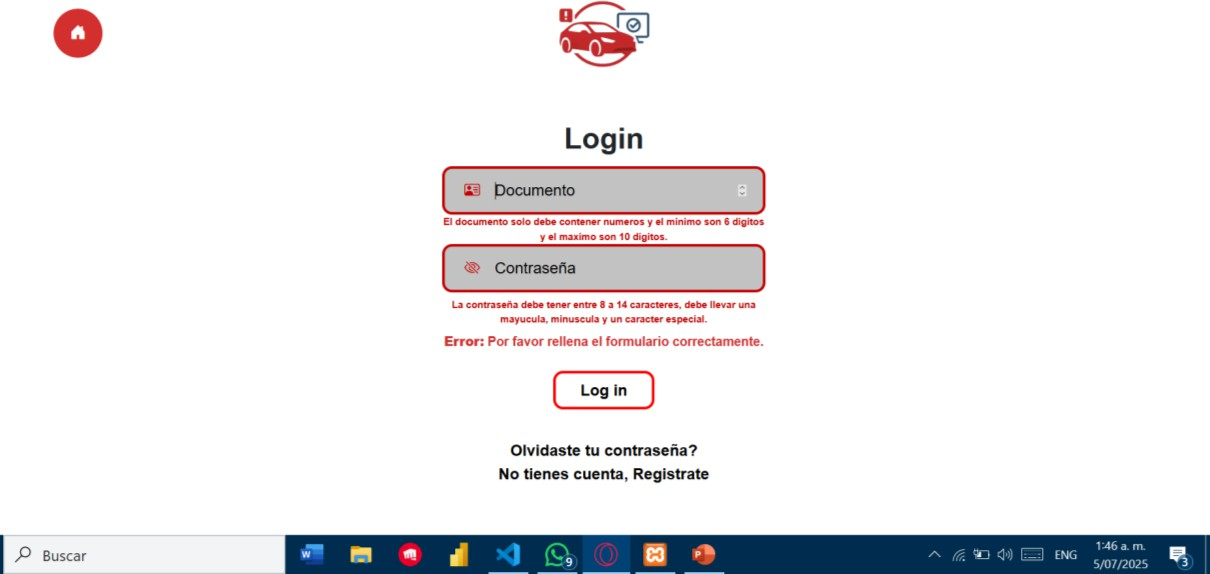 Login
Documento
El documento solo debe contener numeros y el minimo son 6 digitos
y el maximo son 10 digitos.
Contraseña
La contraseña debe tener entre 8 a 14 caracteres, debe llevar una
mayucula, minuscula y un caracter especial.
Error: Por favor rellena el formulario correctamente.
Log in
Olvidaste tu contraseña?
No tienes cuenta, Registrate
Buscar
W
9
P
ENG
1:46 a. m.
5/07/2025
3